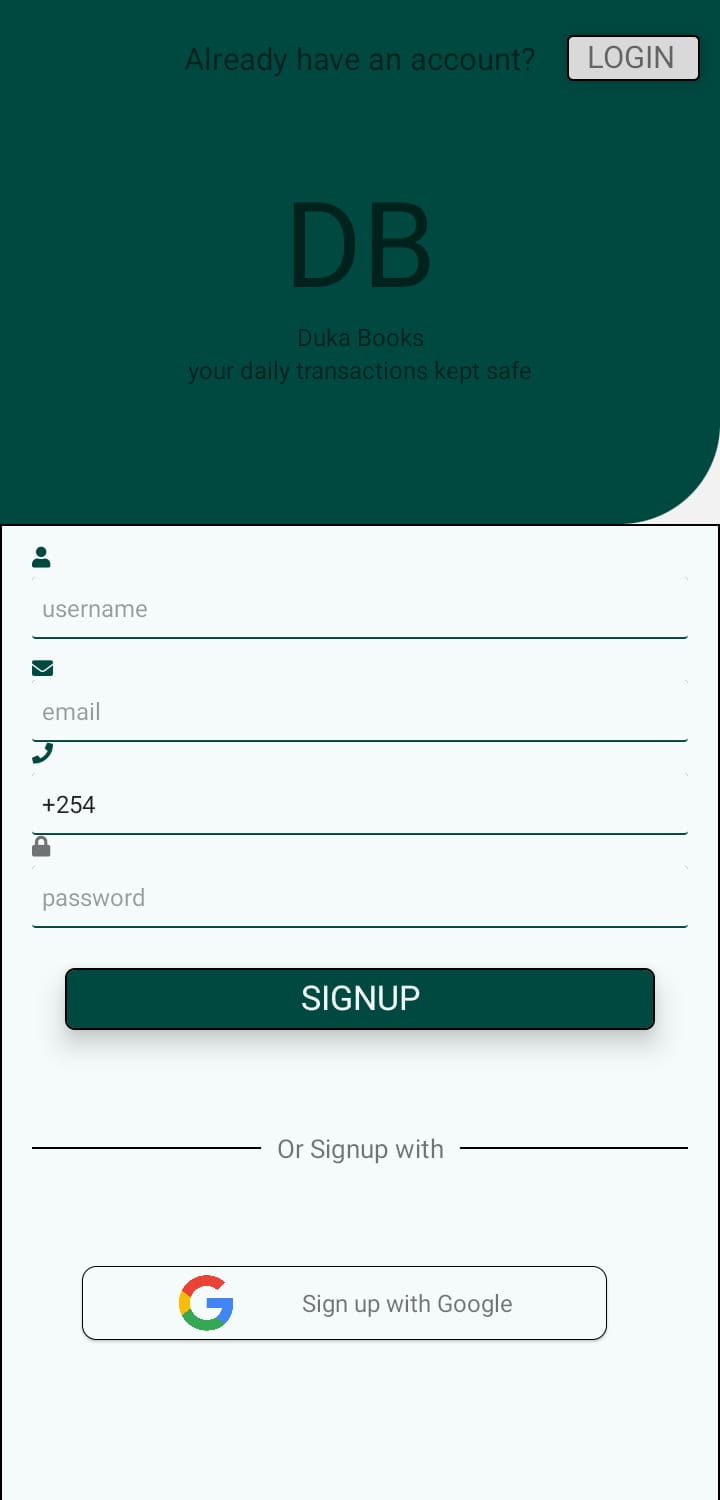 Already have an account? LOGIN
DB
Duka Books
your daily transactions kept safe
username
email
+254
password
SIGNUP
Or Signup with
Sign up with Google